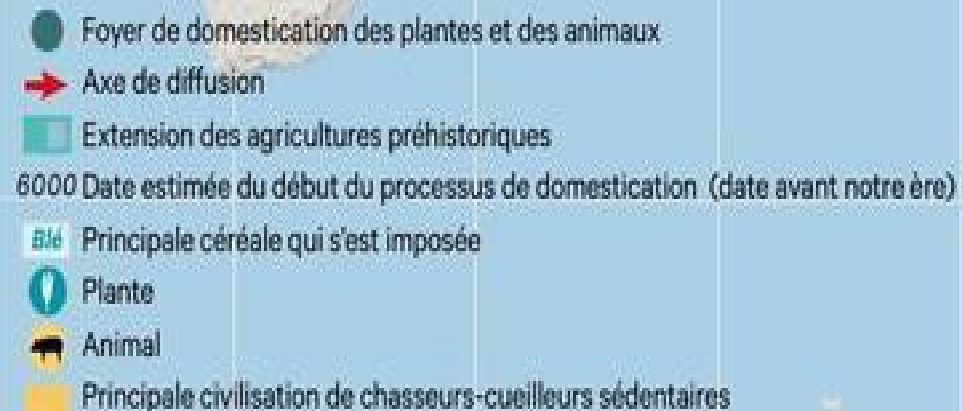 Foyer de domestication des plantes et des animaux
Axe de diffusion
Extension des agricultures préhistoriques
6000 Date estimée du début du processus de domestication (date avant notre ère)
Blé Principale céréale qui s'est imposée
Plante
Animal
Principale civilisation de chasseurs-cueilleurs sédentaires